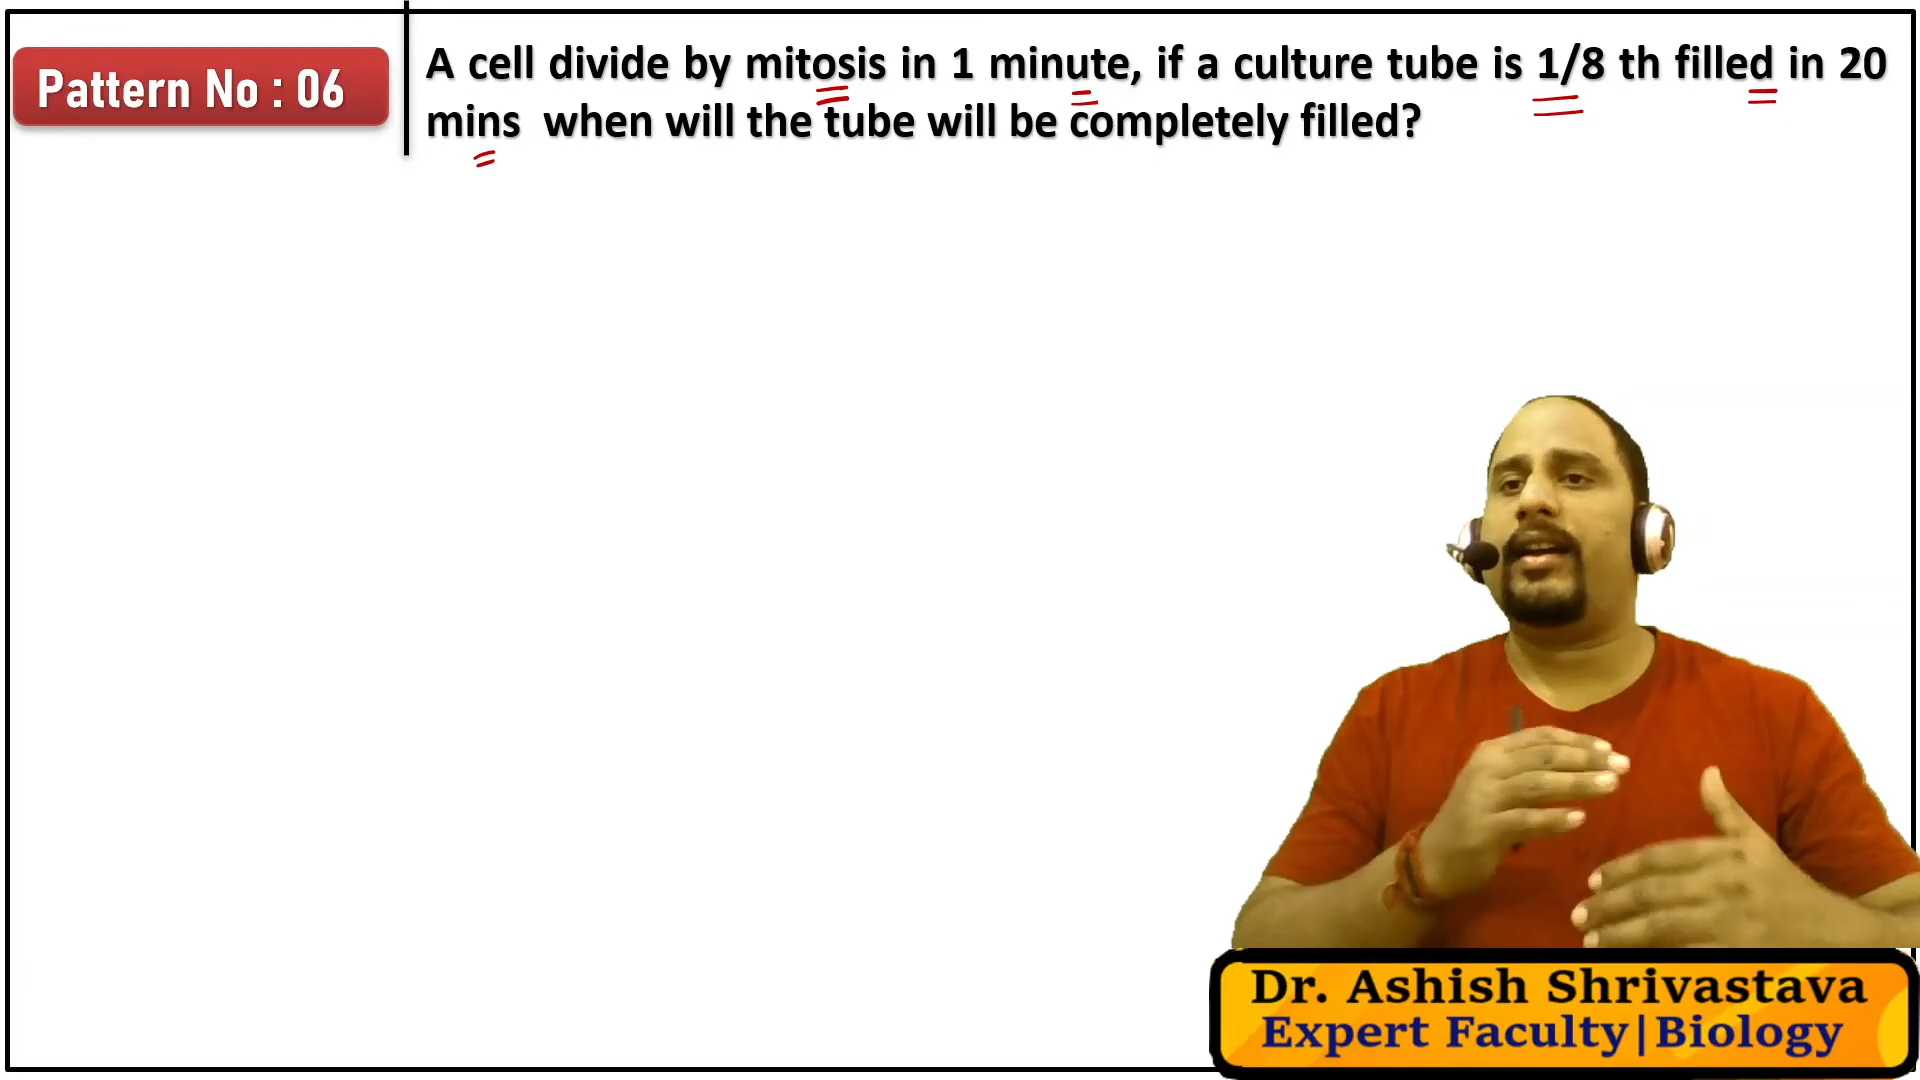 Pattern No : 06
A cell divide by mitosis in 1 minute, if a culture tube is 1/8 th filled in 20
mins when will the tube will be completely filled?
Dr. Ashish Shrivastava
Expert Faculty|Biology